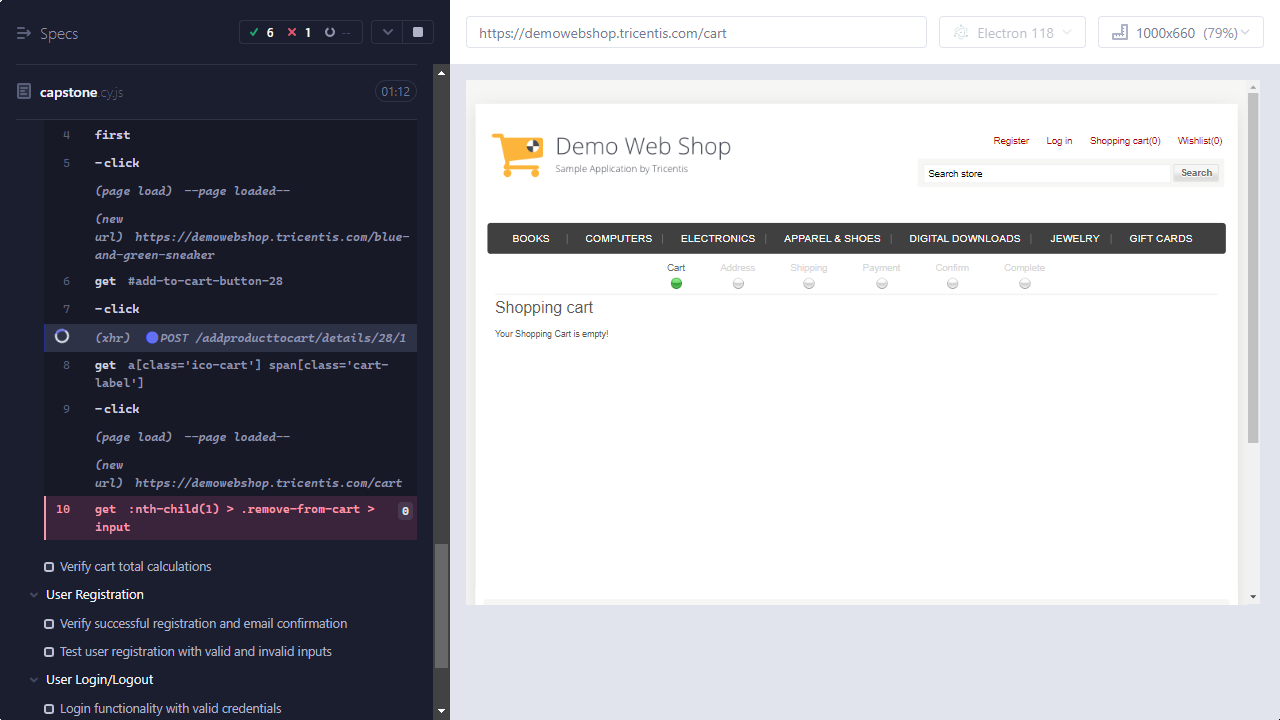 Specs
6
1
--
capstone.cy.js
01:12
4 first
5 -click
(page load) --page loaded--
(new
url) https://demowebshop.tricentis.com/blue-
and-green-sneaker
6 get #add-to-cart-button-28
7 -click
(xhr) POST /addproducttocart/details/28/1
8 get a[class='ico-cart'] span[class='cart-
label']
9 -click
(page load) --page loaded--
(new
url) https://demowebshop.tricentis.com/cart
10 get :nth-child(1) > .remove-from-cart >
input
0
Verify cart total calculations
User Registration
Verify successful registration and email confirmation
Test user registration with valid and invalid inputs
User Login/Logout
Login functionality with valid credentials
https://demowebshop.tricentis.com/cart
Electron 118
1000x660 (79%)
Demo Web Shop
Sample Application by Tricentis
Register Log in Shopping cart(0) Wishlist(0)
Search store
Search
BOOKS | COMPUTERS | ELECTRONICS | APPAREL & SHOES | DIGITAL DOWNLOADS | JEWELRY | GIFT CARDS
Cart Address Shipping Payment Confirm Complete
Shopping cart
Your Shopping Cart is empty!